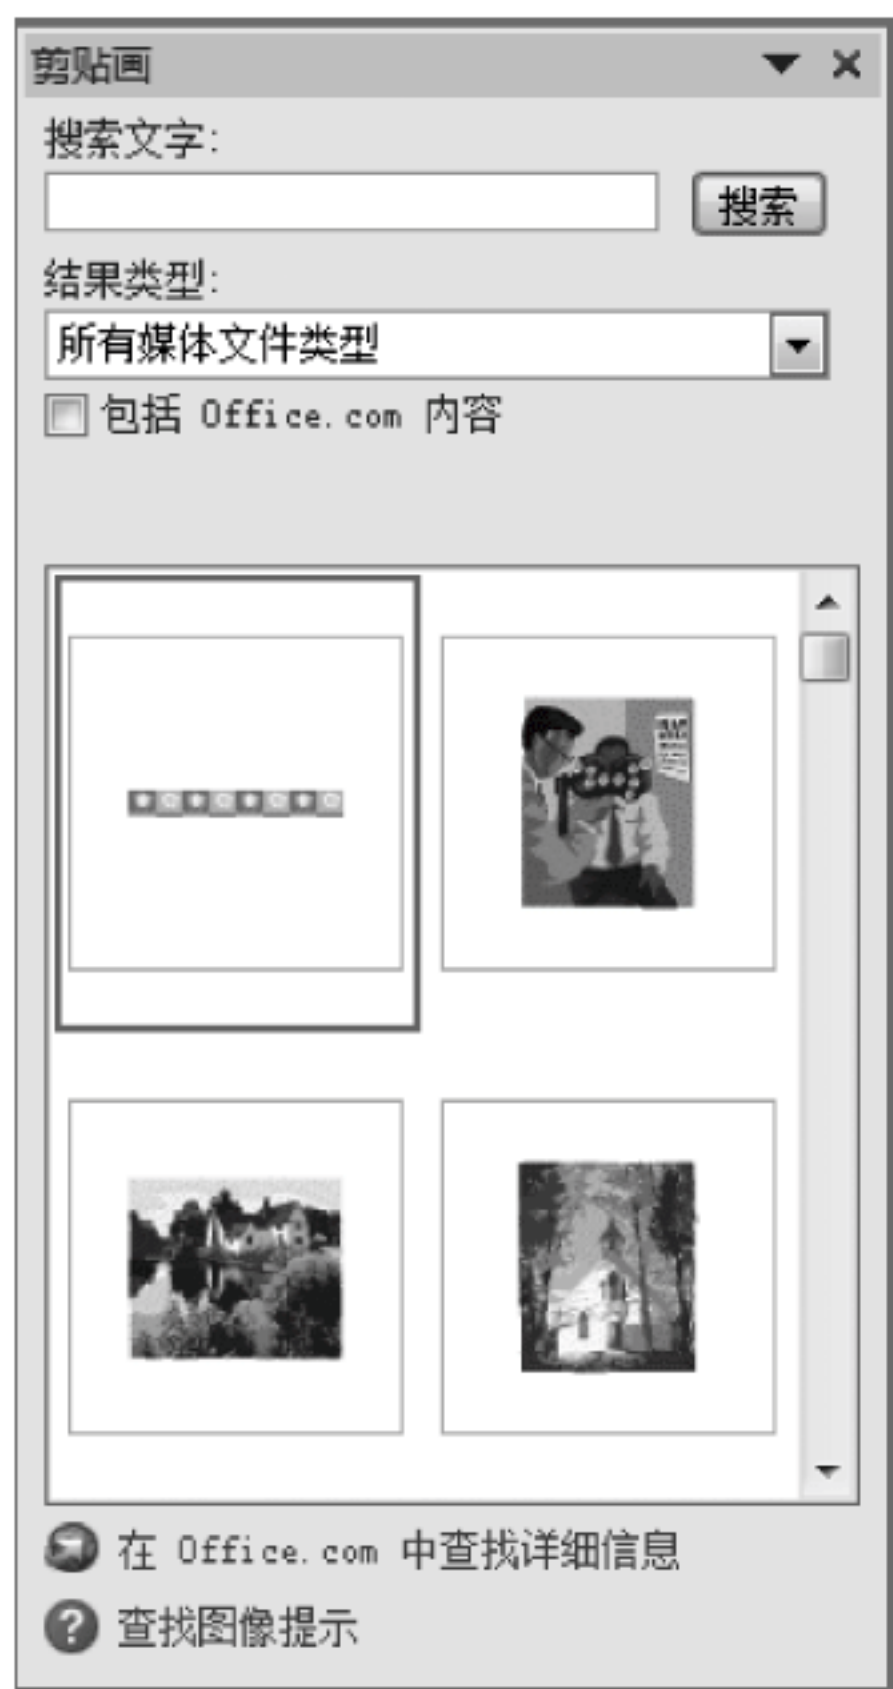 剪贴画
搜索文字:
搜索
结果类型:
所有媒体文件类型
包括 Office.com 内容
在 Office.com 中查找详细信息
查找图像提示